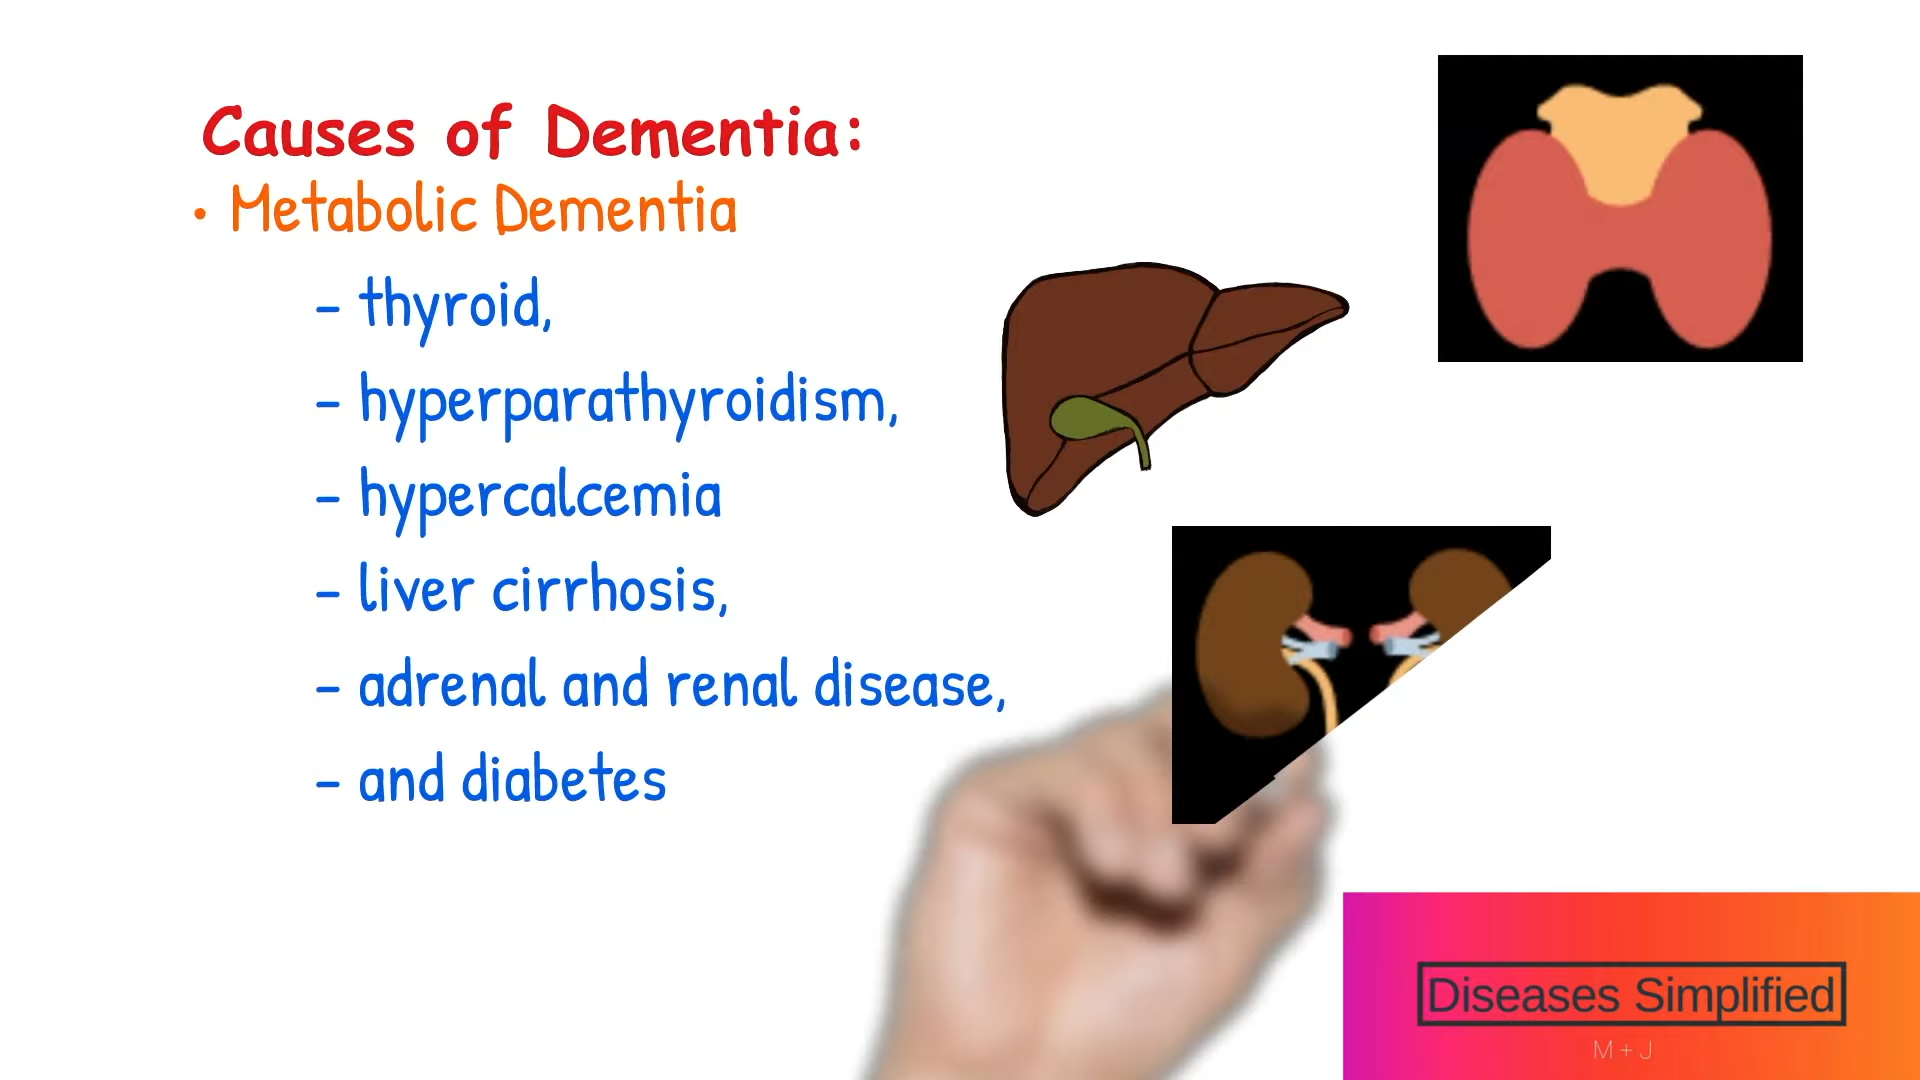 Causes of Dementia:
• Metabolic Dementia
- thyroid,
- hyperparathyroidism,
- hypercalcemia
- liver cirrhosis,
- adrenal and renal disease,
- and diabetes
Diseases Simplified
M + J